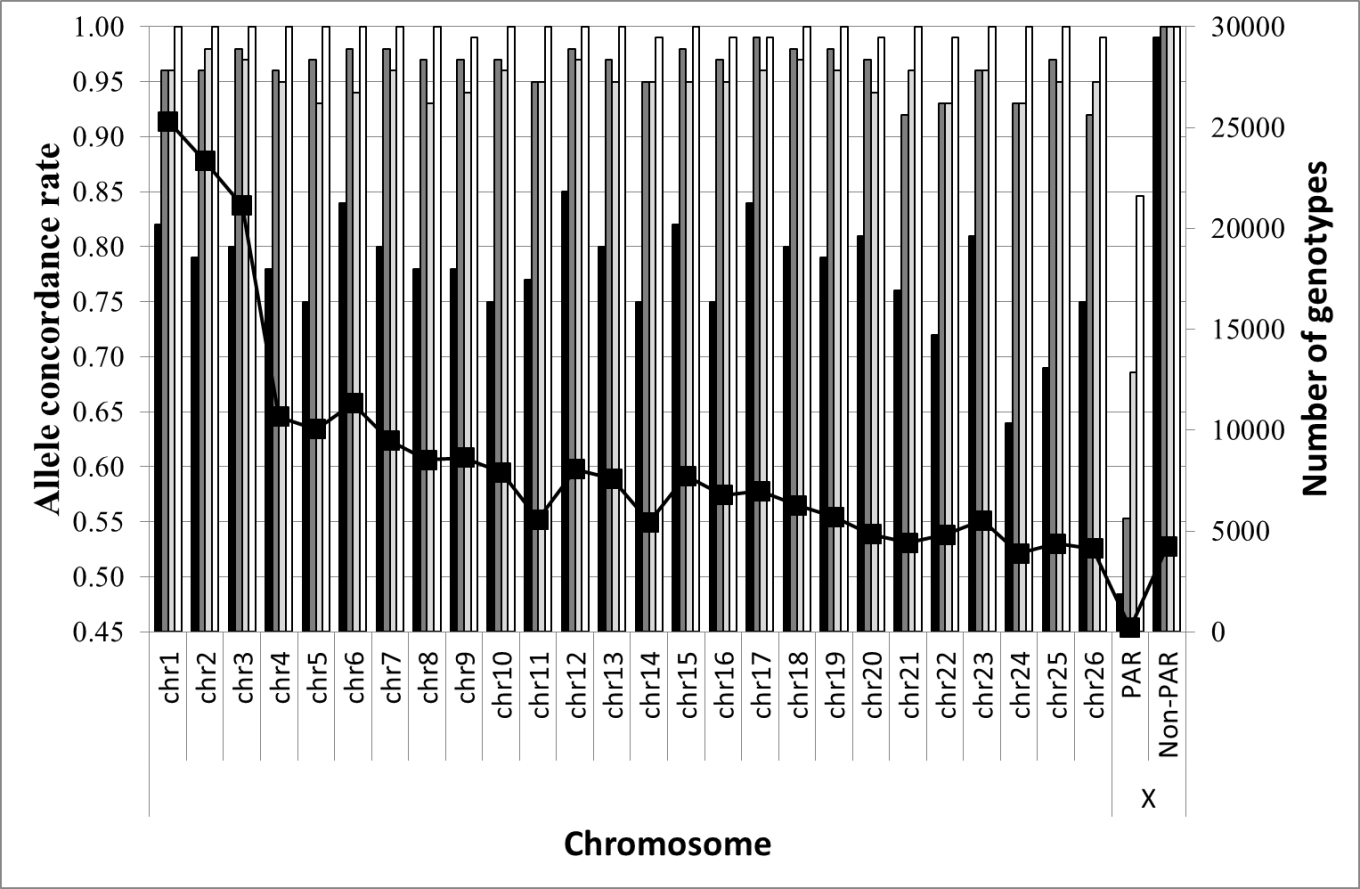 Allele concordance rate
1.00
0.95
0.90
0.85
0.80
0.75
0.70
0.65
0.60
0.55
0.50
0.45
30000
25000
20000
15000
10000
5000
0
Number of genotypes
chr1
chr2
chr3
chr4
chr5
chr6
chr7
chr8
chr9
chr10
chr11
chr12
chr13
chr14
chr15
chr16
chr17
chr18
chr19
chr20
chr21
chr22
chr23
chr24
chr25
chr26
PAR
Non-PAR
X
Chromosome